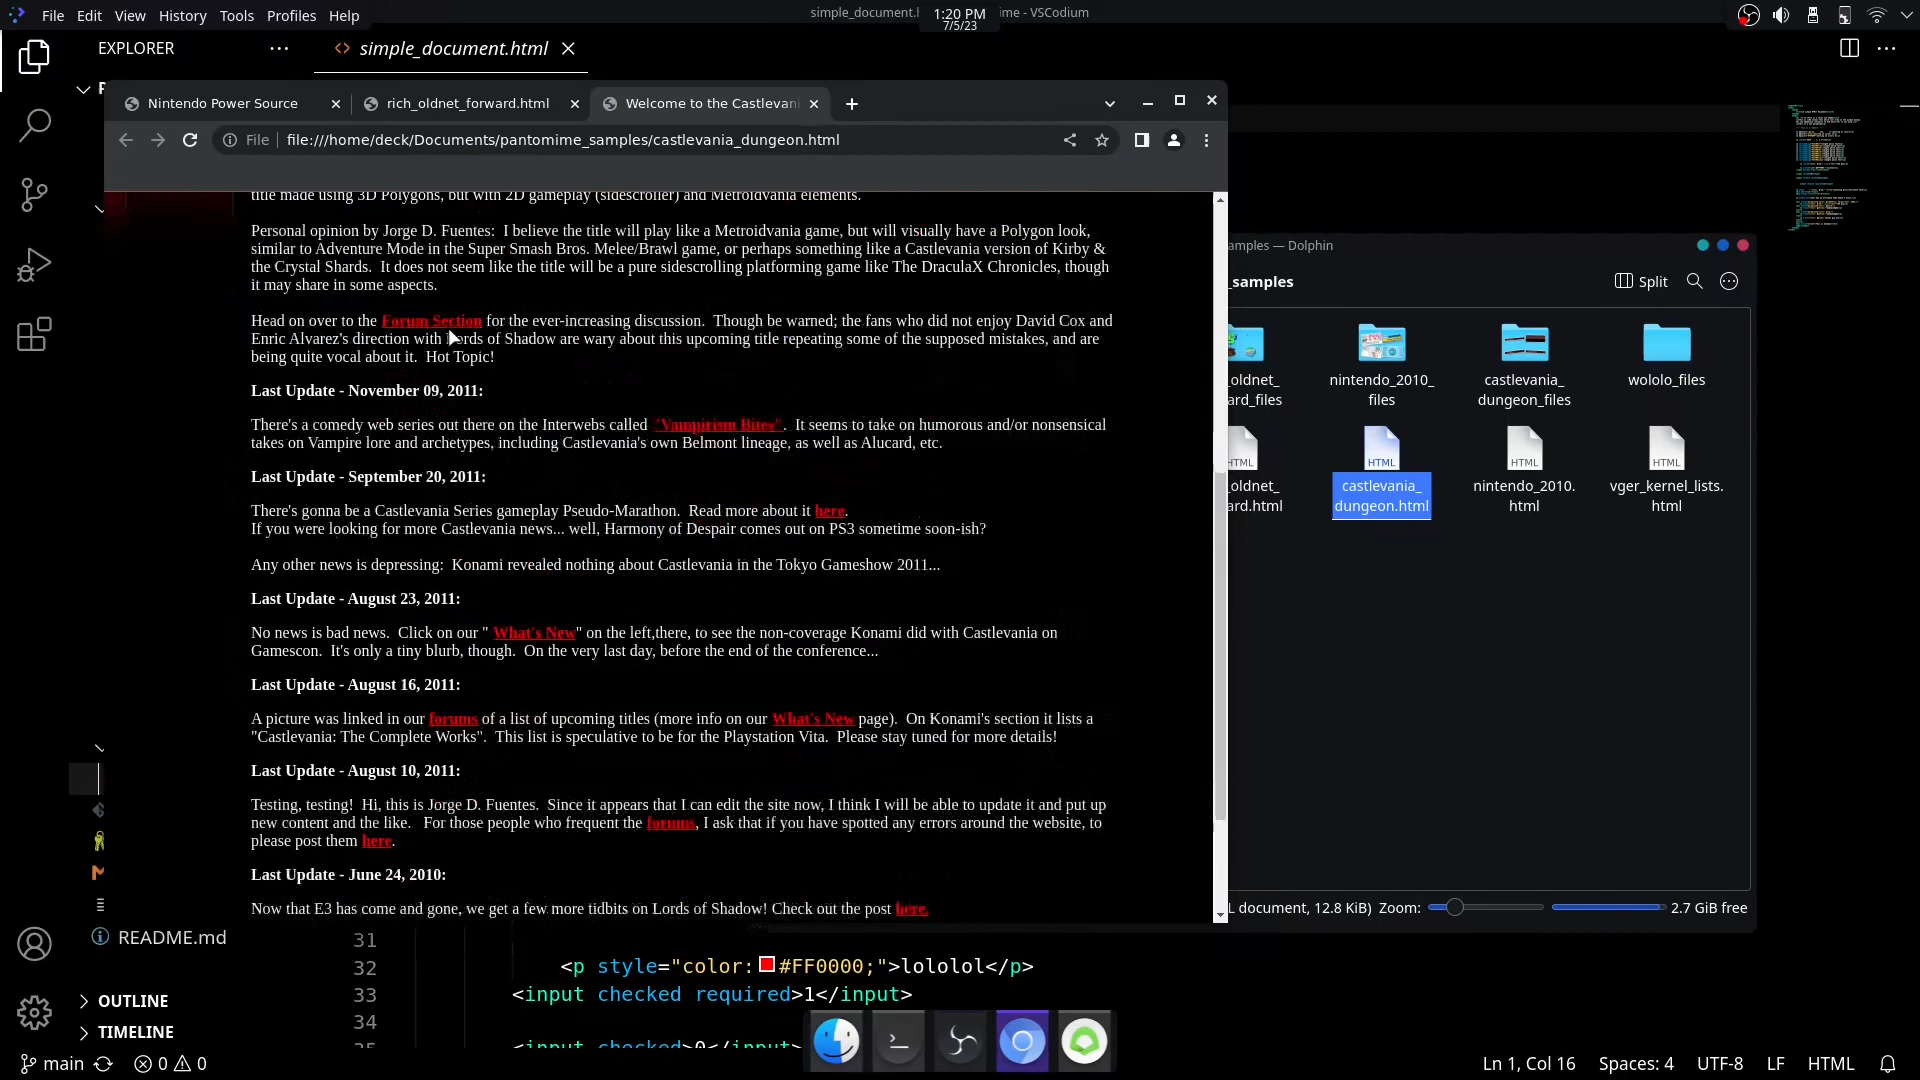 File Edit View History Tools Profiles Help
simple_document.h
1:20 PM
7/5/23
me - VSCodium
EXPLORER
simple_document.html
Nintendo Power Source
rich_oldnet_forward.html
Welcome to the Castlevani
File
file:///home/deck/Documents/pantomime_samples/castlevania_dungeon.html
title made using 3D Polygons, but with 2D gameplay (sidescroller) and Metroidvania elements.
Personal opinion by Jorge D. Fuentes: I believe the title will play like a Metroidvania game, but will visually have a Polygon look,
similar to Adventure Mode in the Super Smash Bros. Melee/Brawl game, or perhaps something like a Castlevania version of Kirby &
the Crystal Shards. It does not seem like the title will be a pure sidescrolling platforming game like The DraculaX Chronicles, though
it may share in some aspects.
Head on over to the Forum Section for the ever-increasing discussion. Though be warned; the fans who did not enjoy David Cox and
Enric Alvarez's direction with Lords of Shadow are wary about this upcoming title repeating some of the supposed mistakes, and are
being quite vocal about it. Hot Topic!
Last Update - November 09, 2011:
There's a comedy web series out there on the Interwebs called "Vampirism Bites". It seems to take on humorous and/or nonsensical
takes on Vampire lore and archetypes, including Castlevania's own Belmont lineage, as well as Alucard, etc.
Last Update - September 20, 2011:
There's gonna be a Castlevania Series gameplay Pseudo-Marathon. Read more about it here.
If you were looking for more Castlevania news... well, Harmony of Despair comes out on PS3 sometime soon-ish?
Any other news is depressing: Konami revealed nothing about Castlevania in the Tokyo Gameshow 2011...
Last Update - August 23, 2011:
No news is bad news. Click on our " What's New" on the left,there, to see the non-coverage Konami did with Castlevania on
Gamescon. It's only a tiny blurb, though. On the very last day, before the end of the conference...
Last Update - August 16, 2011:
A picture was linked in our forums of a list of upcoming titles (more info on our What's New page). On Konami's section it lists a
"Castlevania: The Complete Works". This list is speculative to be for the Playstation Vita. Please stay tuned for more details!
Last Update - August 10, 2011:
Testing, testing! Hi, this is Jorge D. Fuentes. Since it appears that I can edit the site now, I think I will be able to update it and put up
new content and the like. For those people who frequent the forums, I ask that if you have spotted any errors around the website, to
please post them here.
Last Update - June 24, 2010:
Now that E3 has come and gone, we get a few more tidbits on Lords of Shadow! Check out the post here.
amples — Dolphin
_samples
Split
_oldnet_
ard_files
nintendo_2010_
files
castlevania_
dungeon_files
wololo_files
HTML
HTML
HTML
HTML
_oldnet_
ard.html
castlevania_
dungeon.html
nintendo_2010.
html
vger_kernel_lists.
html
L document, 12.8 KiB)
Zoom:
2.7 GiB free
README.md
OUTLINE
TIMELINE
31
32 <p style="color:#FF0000;">lololol</p>
33 <input checked required>1</input>
34
35 <input checked>0</input>
main
0
0
Ln 1, Col 16
Spaces: 4
UTF-8
LF
HTML